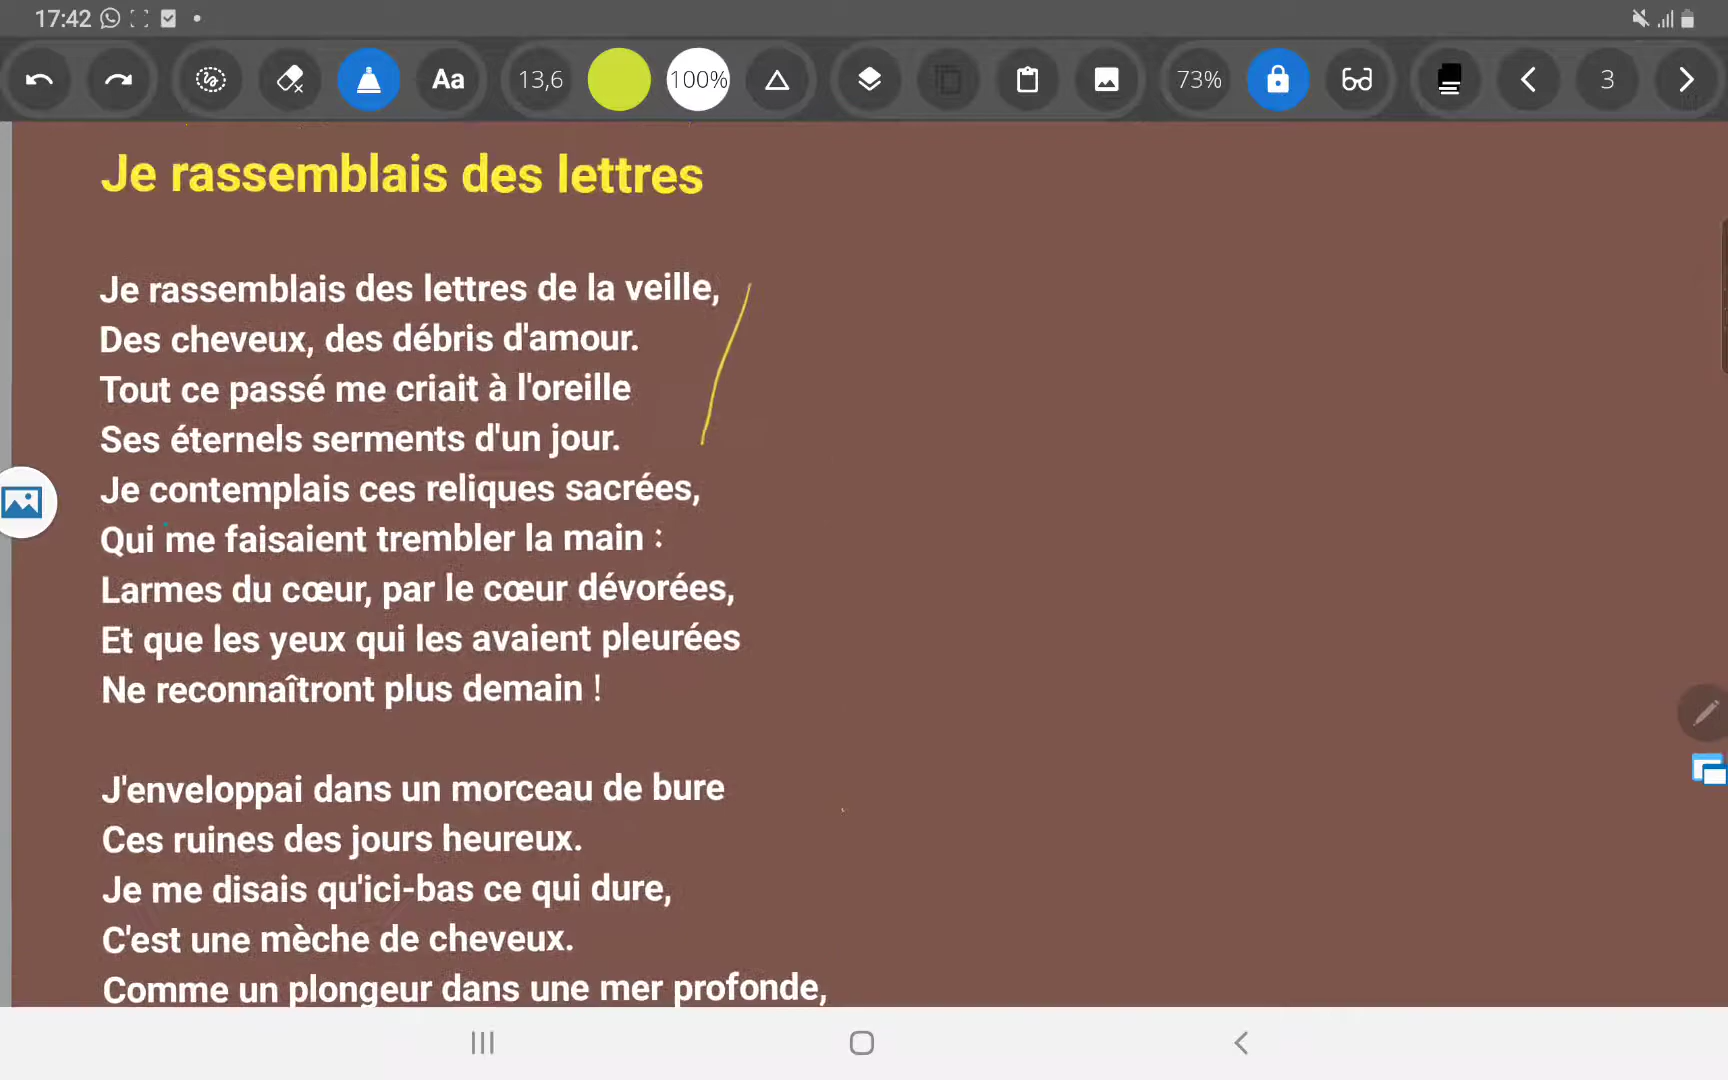 17:42
Aa
13,6
100%
73%
3
Je rassemblais des lettres
Je rassemblais des lettres de la veille,
Des cheveux, des débris d'amour.
Tout ce passé me criait à l'oreille
Ses éternels serments d'un jour.
Je contemplais ces reliques sacrées,
Qui me faisaient trembler la main :
Larmes du cœur, par le cœur dévorées,
Et que les yeux qui les avaient pleurées
Ne reconnaîtront plus demain !
J'enveloppai dans un morceau de bure
Ces ruines des jours heureux.
Je me disais qu'ici-bas ce qui dure,
C'est une mèche de cheveux.
Comme un plongeur dans une mer profonde,